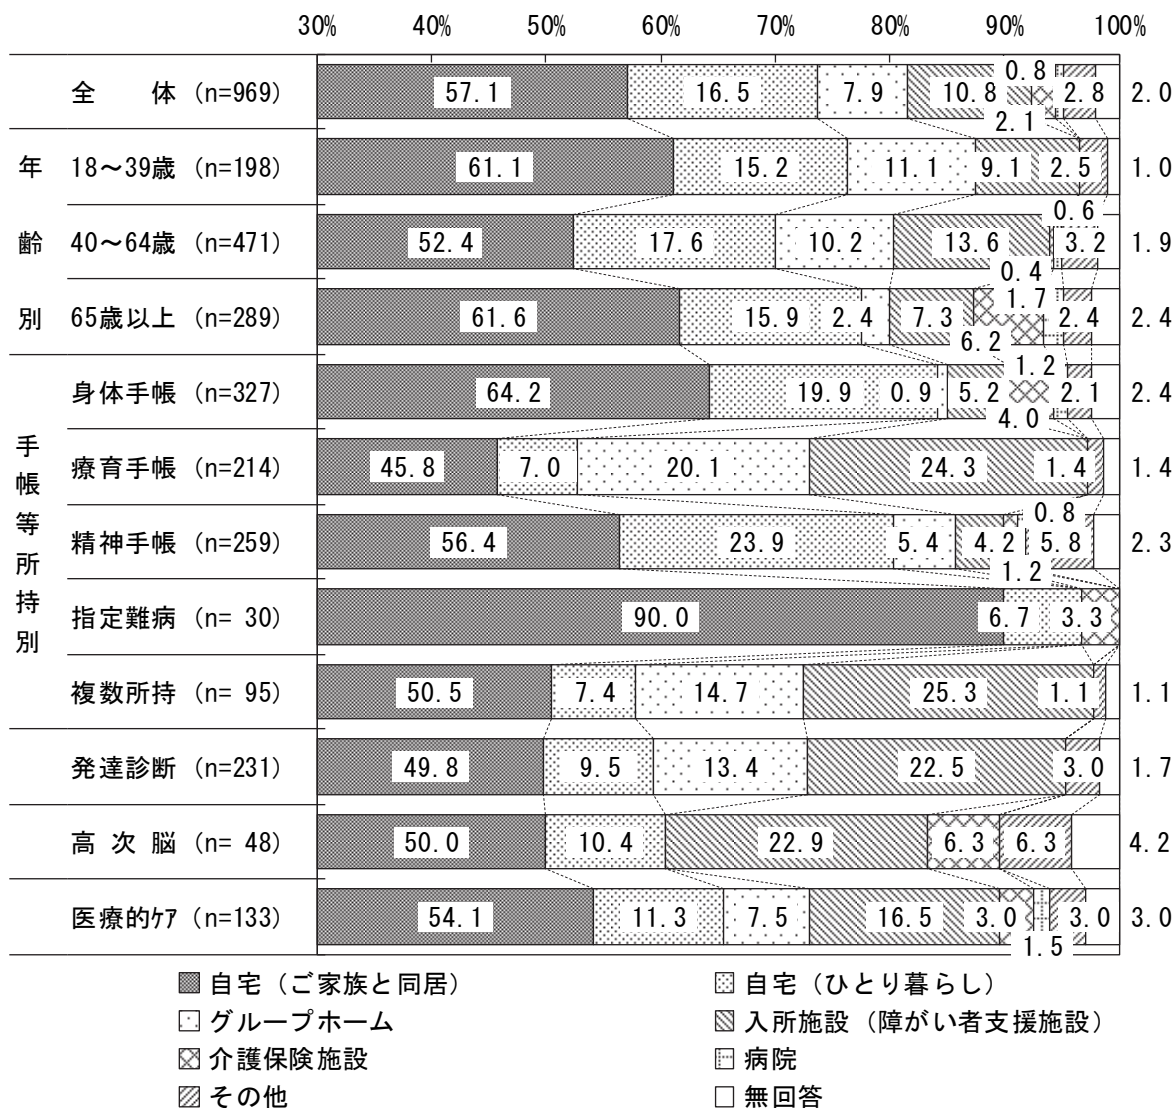 30% 40% 50% 60% 70% 80% 90% 100%
全 体 (n=969) 57.1 16.5 7.9 10.8 2.1 0.8 2.8 2.0
年齢別
18～39歳 (n=198) 61.1 15.2 11.1 9.1 2.5 1.0
40～64歳 (n=471) 52.4 17.6 10.2 13.6 0.4 0.6 3.2 1.9
65歳以上 (n=289) 61.6 15.9 2.4 7.3 6.2 1.7 2.4 2.4
手帳等所持別
身体手帳 (n=327) 64.2 19.9 0.9 5.2 4.0 1.2 2.1 2.4
療育手帳 (n=214) 45.8 7.0 20.1 24.3 1.4 1.4
精神手帳 (n=259) 56.4 23.9 5.4 4.2 1.2 0.8 5.8 2.3
指定難病 (n= 30) 90.0 6.7 3.3
複数所持 (n= 95) 50.5 7.4 14.7 25.3 1.1 1.1
発達診断 (n=231) 49.8 9.5 13.4 22.5 3.0 1.7
高 次 脳 (n= 48) 50.0 10.4 22.9 6.3 6.3 4.2
医療的ｹｱ (n=133) 54.1 11.3 7.5 16.5 3.0 1.5 3.0 3.0
自宅（ご家族と同居） 自宅（ひとり暮らし）
グループホーム 入所施設（障がい者支援施設）
介護保険施設 病院
その他 無回答